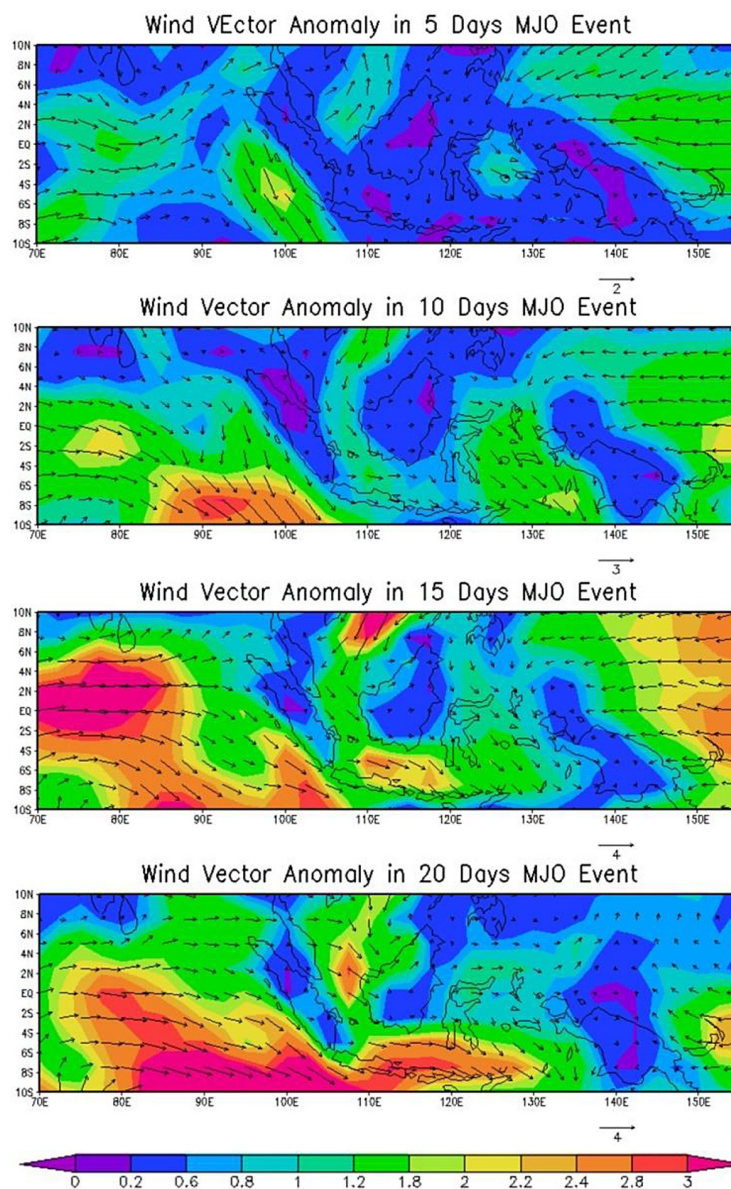 Wind VEctor Anomaly in 5 Days MJO Event
10N
8N
6N
4N
2N
EQ
2S
4S
6S
8S
10S
70E 80E 90E 100E 110E 120E 130E 140E 150E
2
Wind Vector Anomaly in 10 Days MJO Event
10N
8N
6N
4N
2N
EQ
2S
4S
6S
8S
10S
70E 80E 90E 100E 110E 120E 130E 140E 150E
3
Wind Vector Anomaly in 15 Days MJO Event
10N
8N
6N
4N
2N
EQ
2S
4S
6S
8S
10S
70E 80E 90E 100E 110E 120E 130E 140E 150E
4
Wind Vector Anomaly in 20 Days MJO Event
10N
8N
6N
4N
2N
EQ
2S
4S
6S
8S
10S
70E 80E 90E 100E 110E 120E 130E 140E 150E
4
0 0.2 0.6 0.8 1 1.2 1.8 2 2.2 2.4 2.8 3